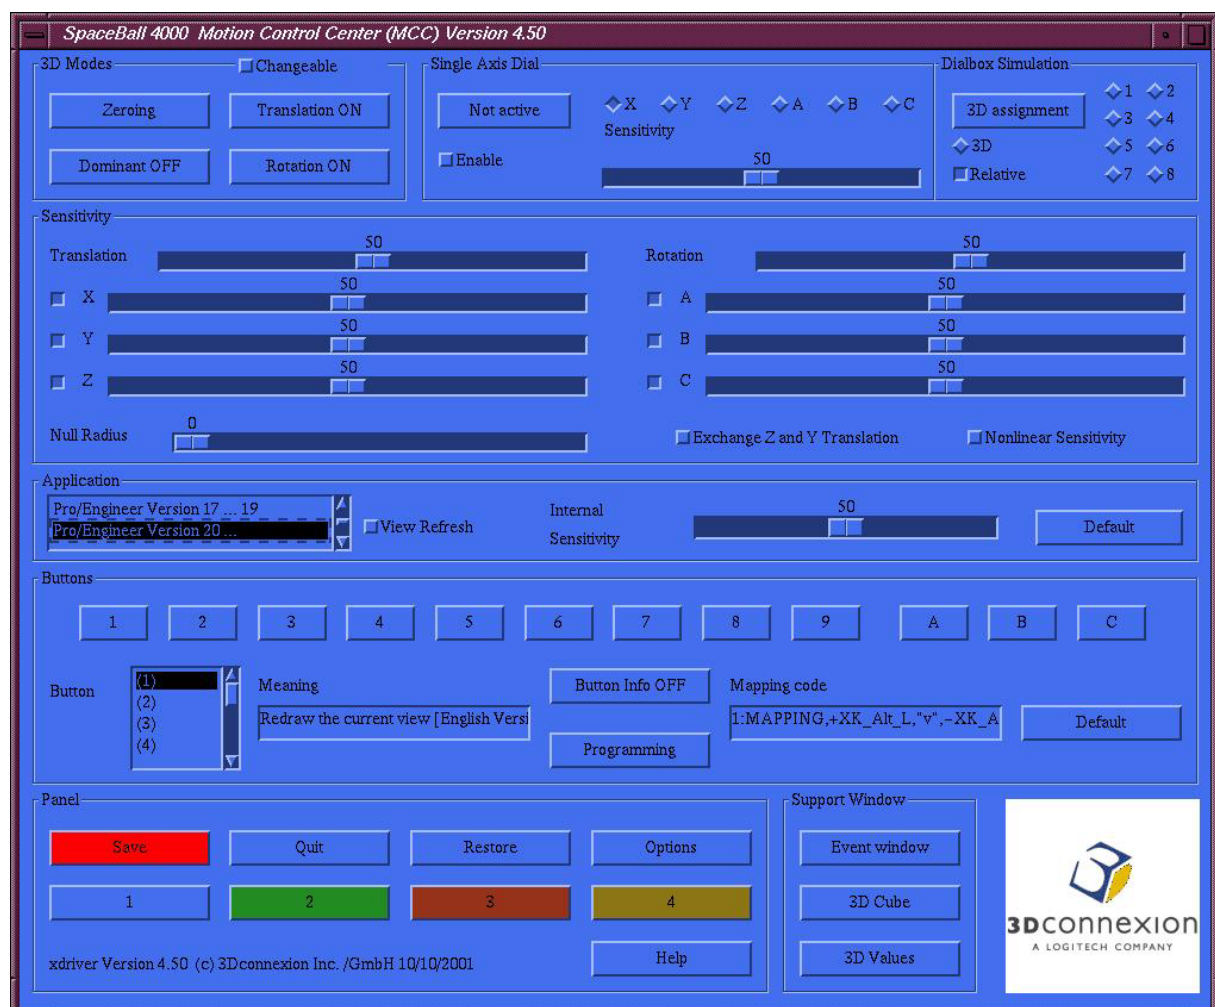 SpaceBall 4000 Motion Control Center (MCC) Version 4.50
3D Modes
Changeable
Zeroing
Translation ON
Dominant OFF
Rotation ON
Single Axis Dial
Not active
X Y Z A B C
Sensitivity
Enable
50
Dialbox Simulation
3D assignment
1 2
3 4
3D
5 6
Relative
7 8
Sensitivity
50
Translation
50
X
50
Y
50
Z
0
Null Radius
50
Rotation
50
A
50
B
50
C
Exchange Z and Y Translation
Nonlinear Sensitivity
Application
Pro/Engineer Version 17 ... 19
Pro/Engineer Version 20 ...
View Refresh
Internal
Sensitivity
50
Default
Buttons
1 2 3 4 5 6 7 8 9 A B C
Button
(1)
(2)
(3)
(4)
Meaning
Redraw the current view [English Versi
Button Info OFF
Programming
Mapping code
1:MAPPING,+XK_Alt_L,"v",−XK_A
Default
Panel
Save Quit Restore Options
1 2 3 4
xdriver Version 4.50 (c) 3Dconnexion Inc. /GmbH 10/10/2001
Help
Support Window
Event window
3D Cube
3D Values
3Dconnexion
A LOGITECH COMPANY